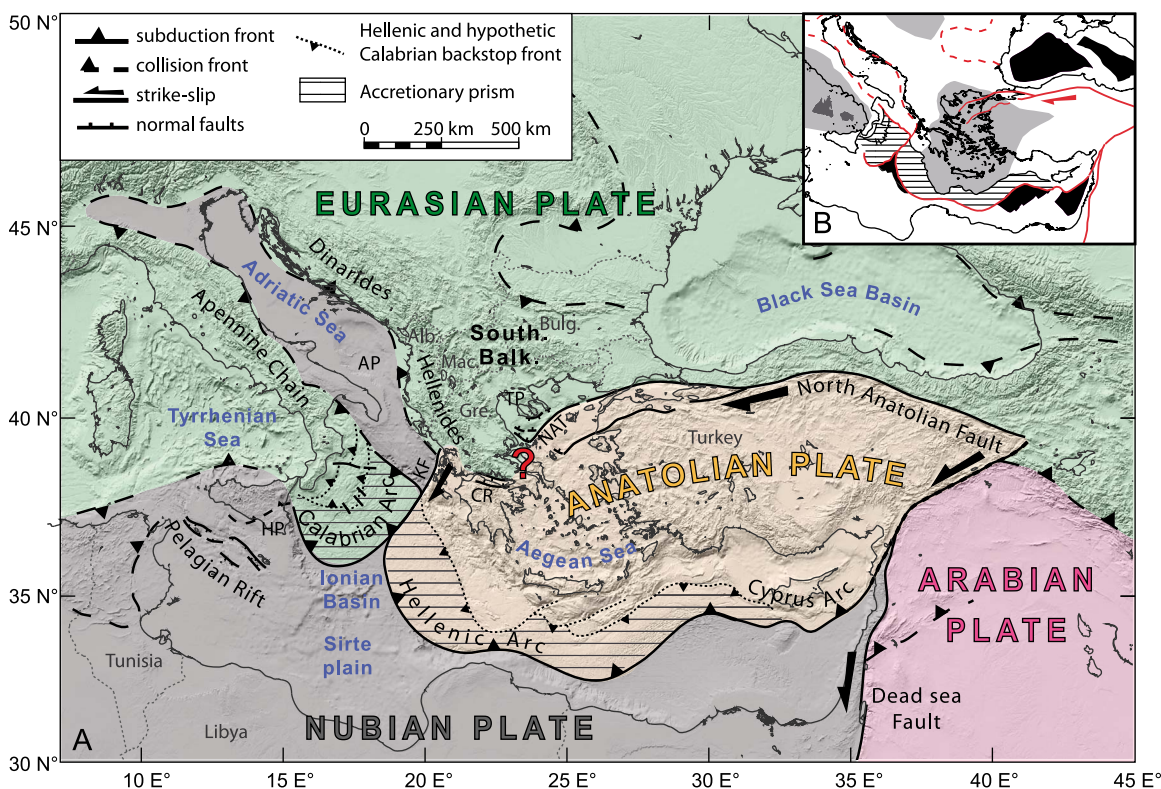 50 N°
45 N°
40 N°
35 N°
30 N°
subduction front
collision front
strike-slip
normal faults
Hellenic and hypothetic
Calabrian backstop front
Accretionary prism
0 250 km 500 km
B
EURASIAN PLATE
Dinarides
Adriatic Sea
Apennine Chain
Black Sea Basin
Alb.
Bulg.
South.
Balk.
Mac.
AP
Hellenides
Gre.
TP
NAT
North Anatolian Fault
Tyrrhenian
Sea
Turkey
?
ANATOLIAN PLATE
KF
CR
Calabrian Arc
HP
Pelagian Rift
Aegean Sea
Ionian
Basin
Hellenic Arc
Cyprus Arc
ARABIAN
PLATE
Sirte
plain
Tunisia
Libya
NUBIAN PLATE
Dead sea
Fault
A
10 E°
15 E°
20 E°
25 E°
30 E°
35 E°
40 E°
45 E°